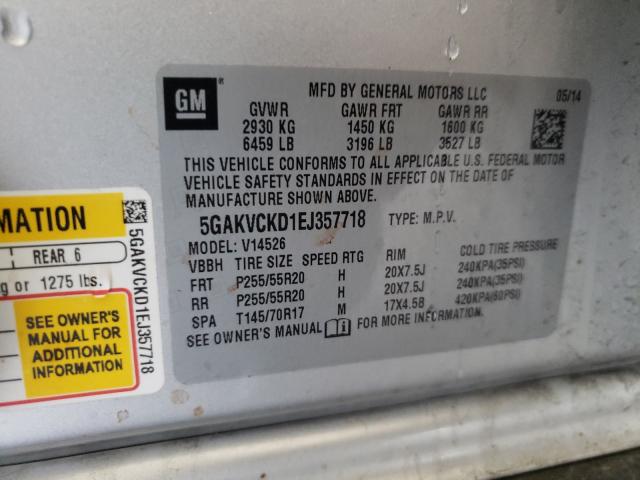 GM
MFD BY GENERAL MOTORS LLC
05/14
GVWR GAWR FRT GAWR RR
2930 KG 1450 KG 1600 KG
6459 LB 3196 LB 3527 LB
THIS VEHICLE CONFORMS TO ALL APPLICABLE U.S. FEDERAL MOTOR
VEHICLE SAFETY STANDARDS IN EFFECT ON THE DATE OF
MANUFACTURE SHOWN ABOVE.
5GAKVCKD1EJ357718 TYPE: M.P.V.
MODEL: V14526
VBBH TIRE SIZE SPEED RTG RIM COLD TIRE PRESSURE
FRT P255/55R20 H 20X7.5J 240KPA(35PSI)
RR P255/55R20 H 20X7.5J 240KPA(35PSI)
SPA T145/70R17 M 17X4.5B 420KPA(60PSI)
SEE OWNER'S MANUAL FOR MORE INFORMATION.
MATION
REAR 6
or 1275 lbs.
SEE OWNER'S
MANUAL FOR
ADDITIONAL
INFORMATION
5GAKVCKD1EJ357718